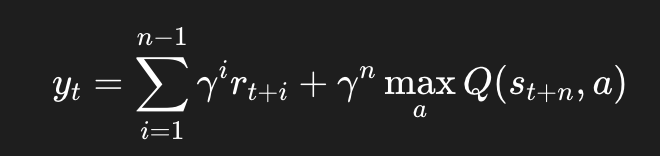 y_t = \sum_{i=1}^{n-1} \gamma^i r_{t+i} + \gamma^n \max_a Q(s_{t+n}, a)